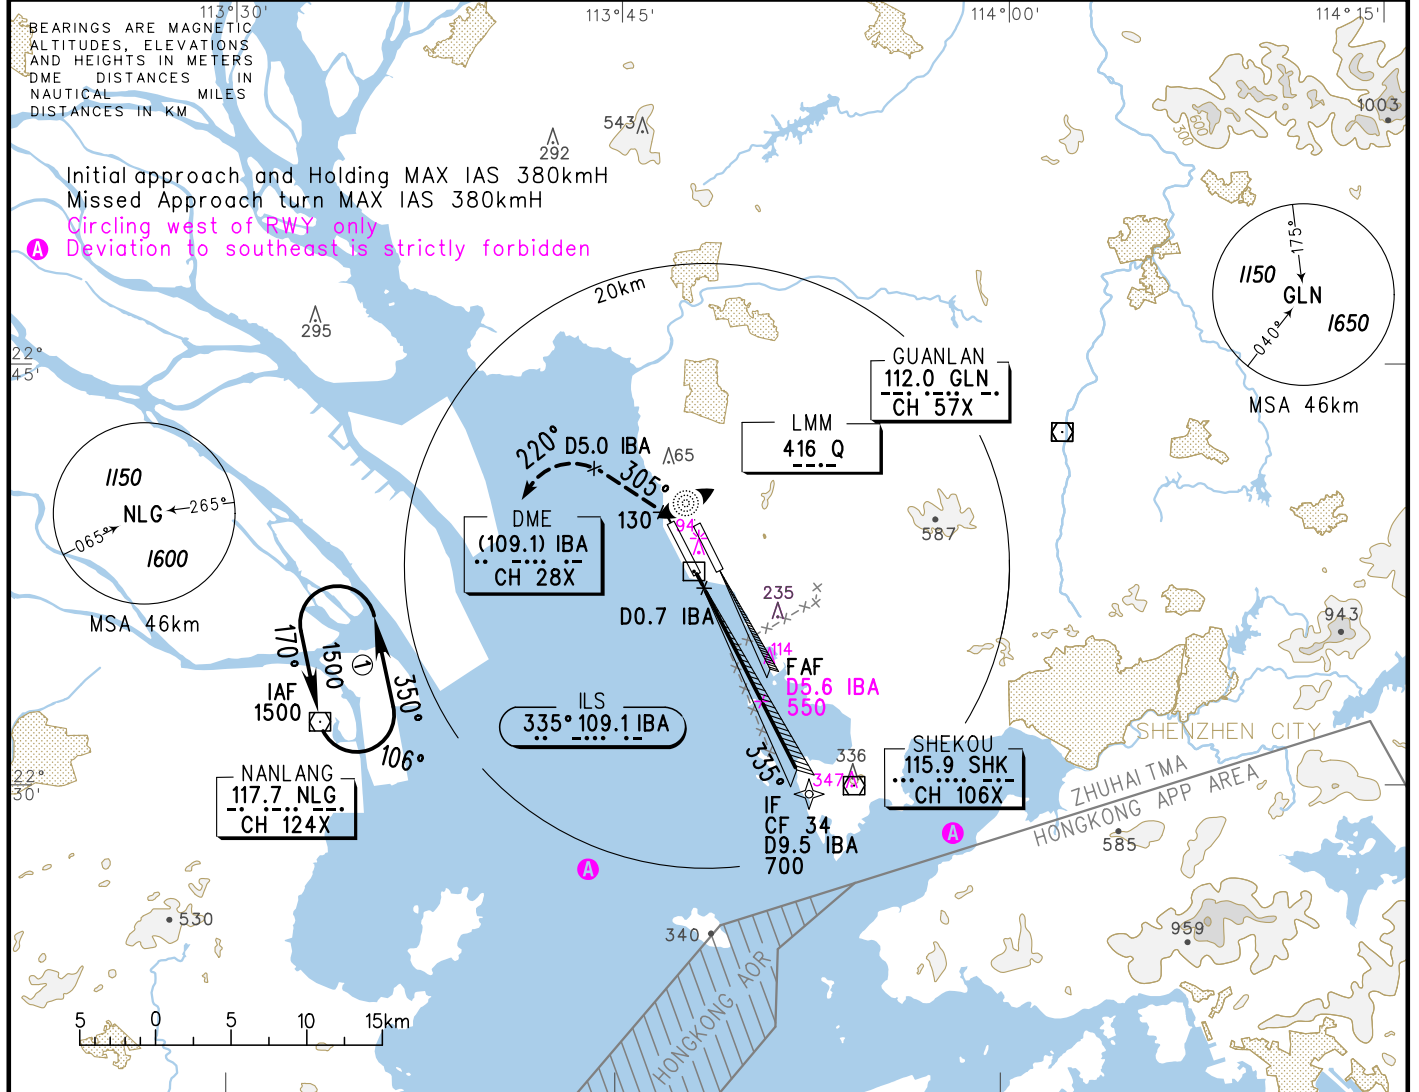 113°30'
113°45'
114°00'
114°15'
BEARINGS ARE MAGNETIC
ALTITUDES, ELEVATIONS
AND HEIGHTS IN METERS
DME DISTANCES IN
NAUTICAL MILES
DISTANCES IN KM
543
292
1003
300
600
Initial approach and Holding MAX IAS 380kmH
Missed Approach turn MAX IAS 380kmH
Circling west of RWY only
A Deviation to southeast is strictly forbidden
175°
1150
GLN
1650
040°
MSA 46km
20km
295
22°
45'
GUANLAN
112.0 GLN
CH 57X
LMM
416 Q
220°
D5.0 IBA
305°
65
130
94
1150
NLG
265°
065°
1600
MSA 46km
DME
(109.1) IBA
CH 28X
587
D0.7 IBA
235
943
114
FAF
D5.6 IBA
550
170°
1500
1
350°
IAF
1500
106°
ILS
335° 109.1 IBA
335°
NANLANG
117.7 NLG
CH 124X
336
347
SHEKOU
115.9 SHK
CH 106X
SHENZHEN CITY
ZHUHAI TMA
HONGKONG APP AREA
22°
30'
IF
CF 34
D9.5 IBA
700
A
A
585
530
340
959
HONGKONG AOR
5 0 5 10 15km